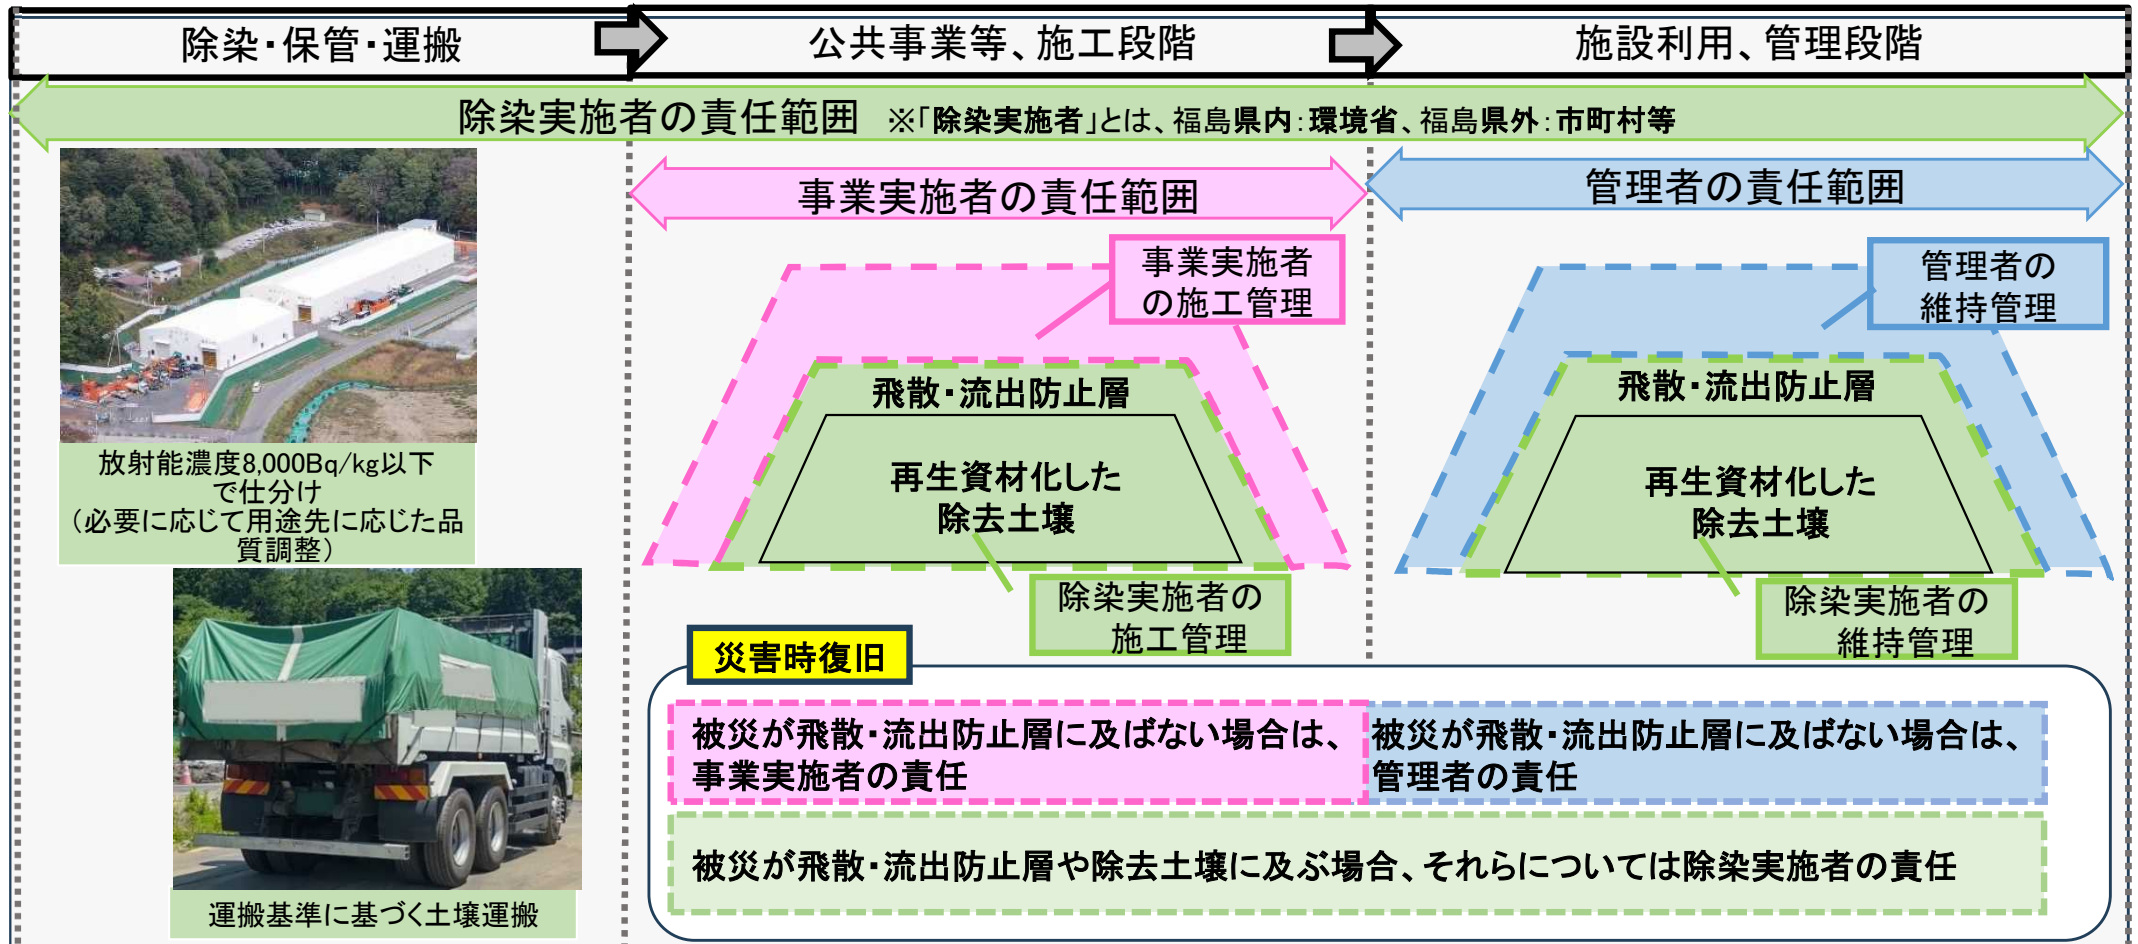 除染・保管・運搬
公共事業等、施工段階
施設利用、管理段階
除染実施者の責任範囲 ※「除染実施者」とは、福島県内:環境省、福島県外:市町村等
事業実施者の責任範囲
管理者の責任範囲
放射能濃度8,000Bq/kg以下
で仕分け
(必要に応じて用途先に応じた品
質調整)
運搬基準に基づく土壌運搬
事業実施者
の施工管理
飛散・流出防止層
再生資材化した
除去土壌
除染実施者の
施工管理
管理者の
維持管理
飛散・流出防止層
再生資材化した
除去土壌
除染実施者の
維持管理
災害時復旧
被災が飛散・流出防止層に及ばない場合は、
事業実施者の責任
被災が飛散・流出防止層に及ばない場合は、
管理者の責任
被災が飛散・流出防止層や除去土壌に及ぶ場合、それらについては除染実施者の責任